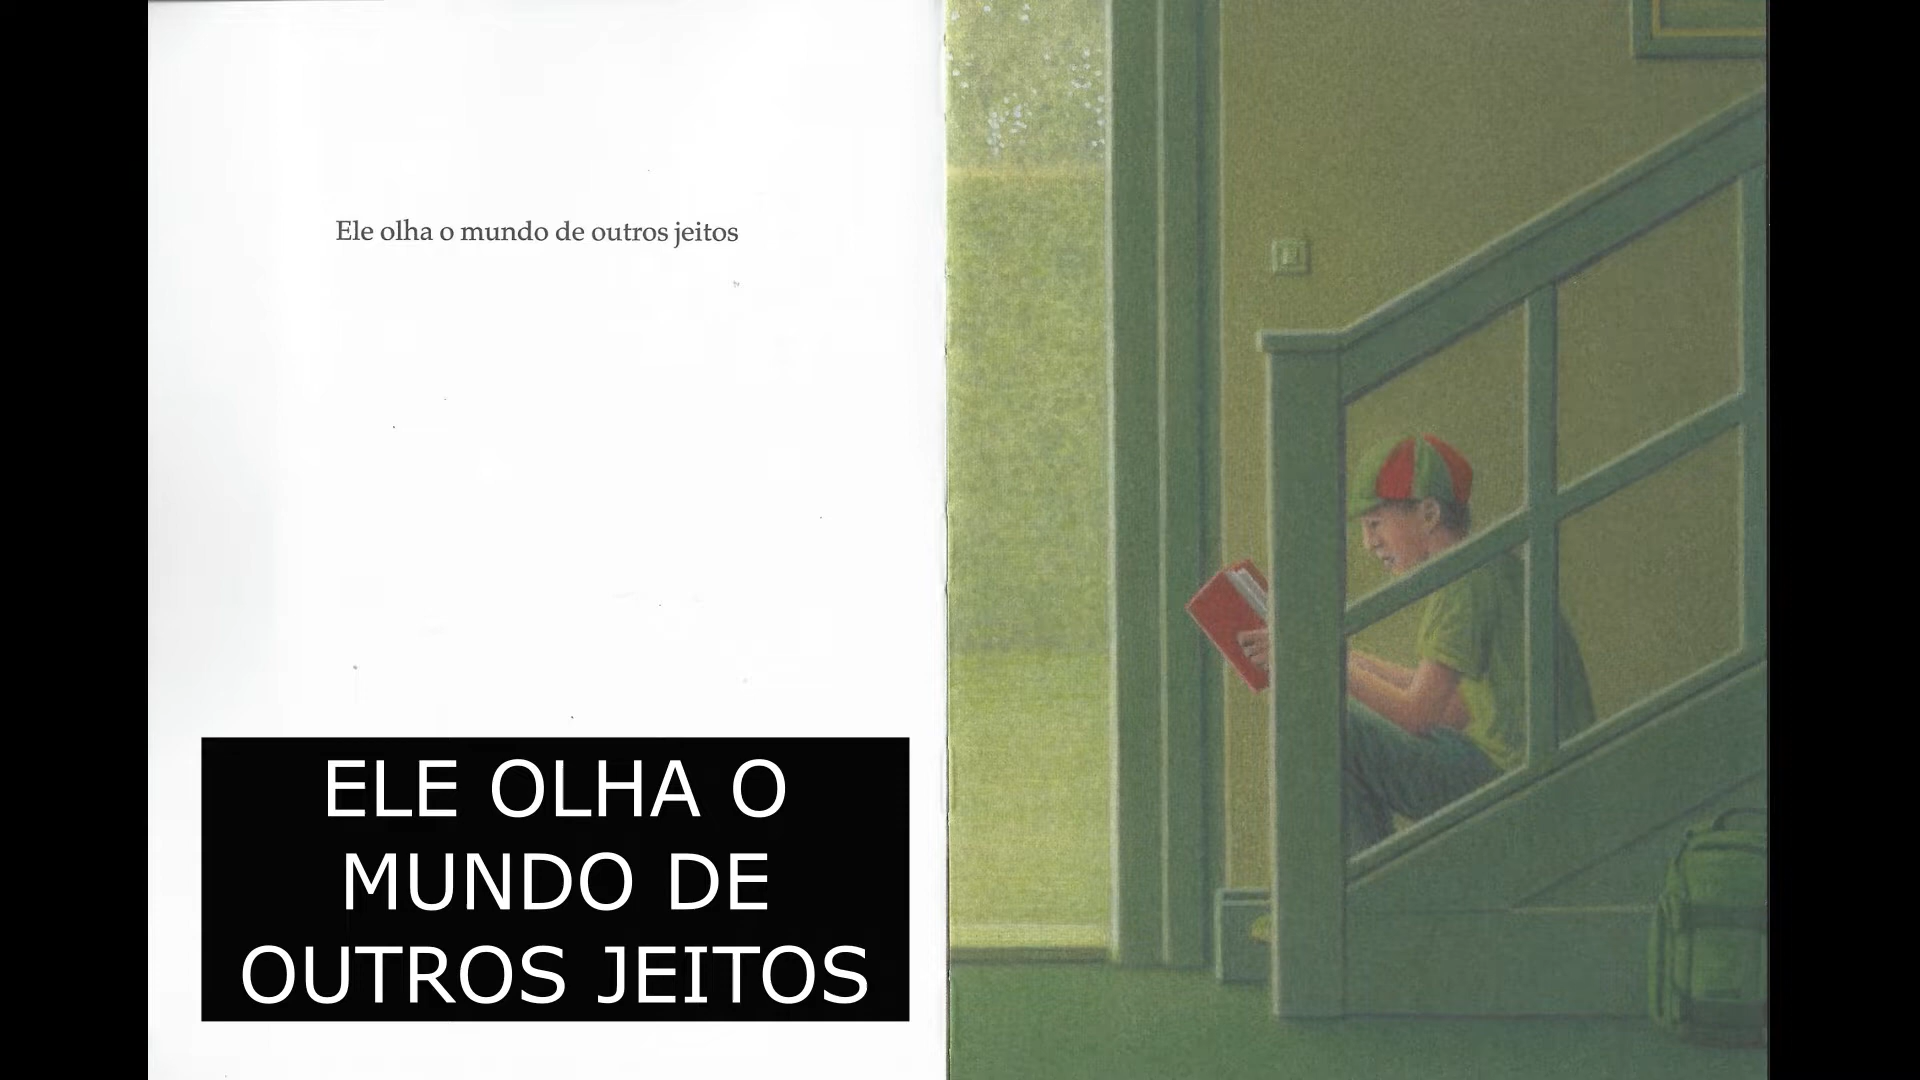 Ele olha o mundo de outros jeitos
ELE OLHA O
MUNDO DE
OUTROS JEITOS